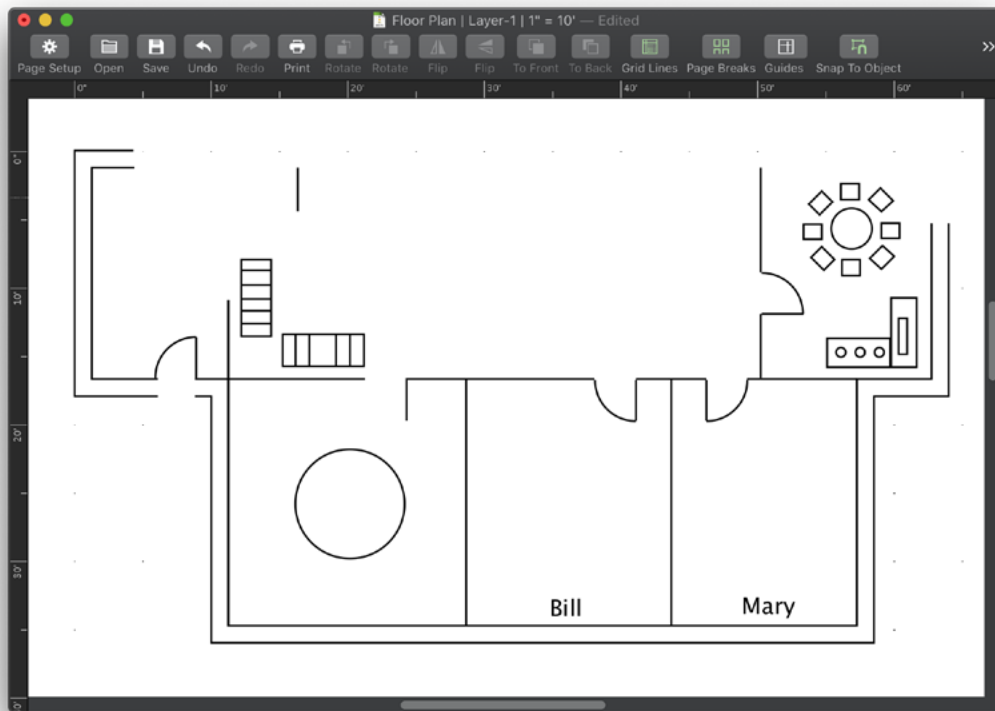 Floor Plan | Layer-1 | 1" = 10' — Edited
Page Setup Open Save Undo Redo Print Rotate Rotate Flip Flip To Front To Back Grid Lines Page Breaks Guides Snap To Object
0" 10' 20' 30' 40' 50' 60'
0"
10'
20'
30'
Bill Mary